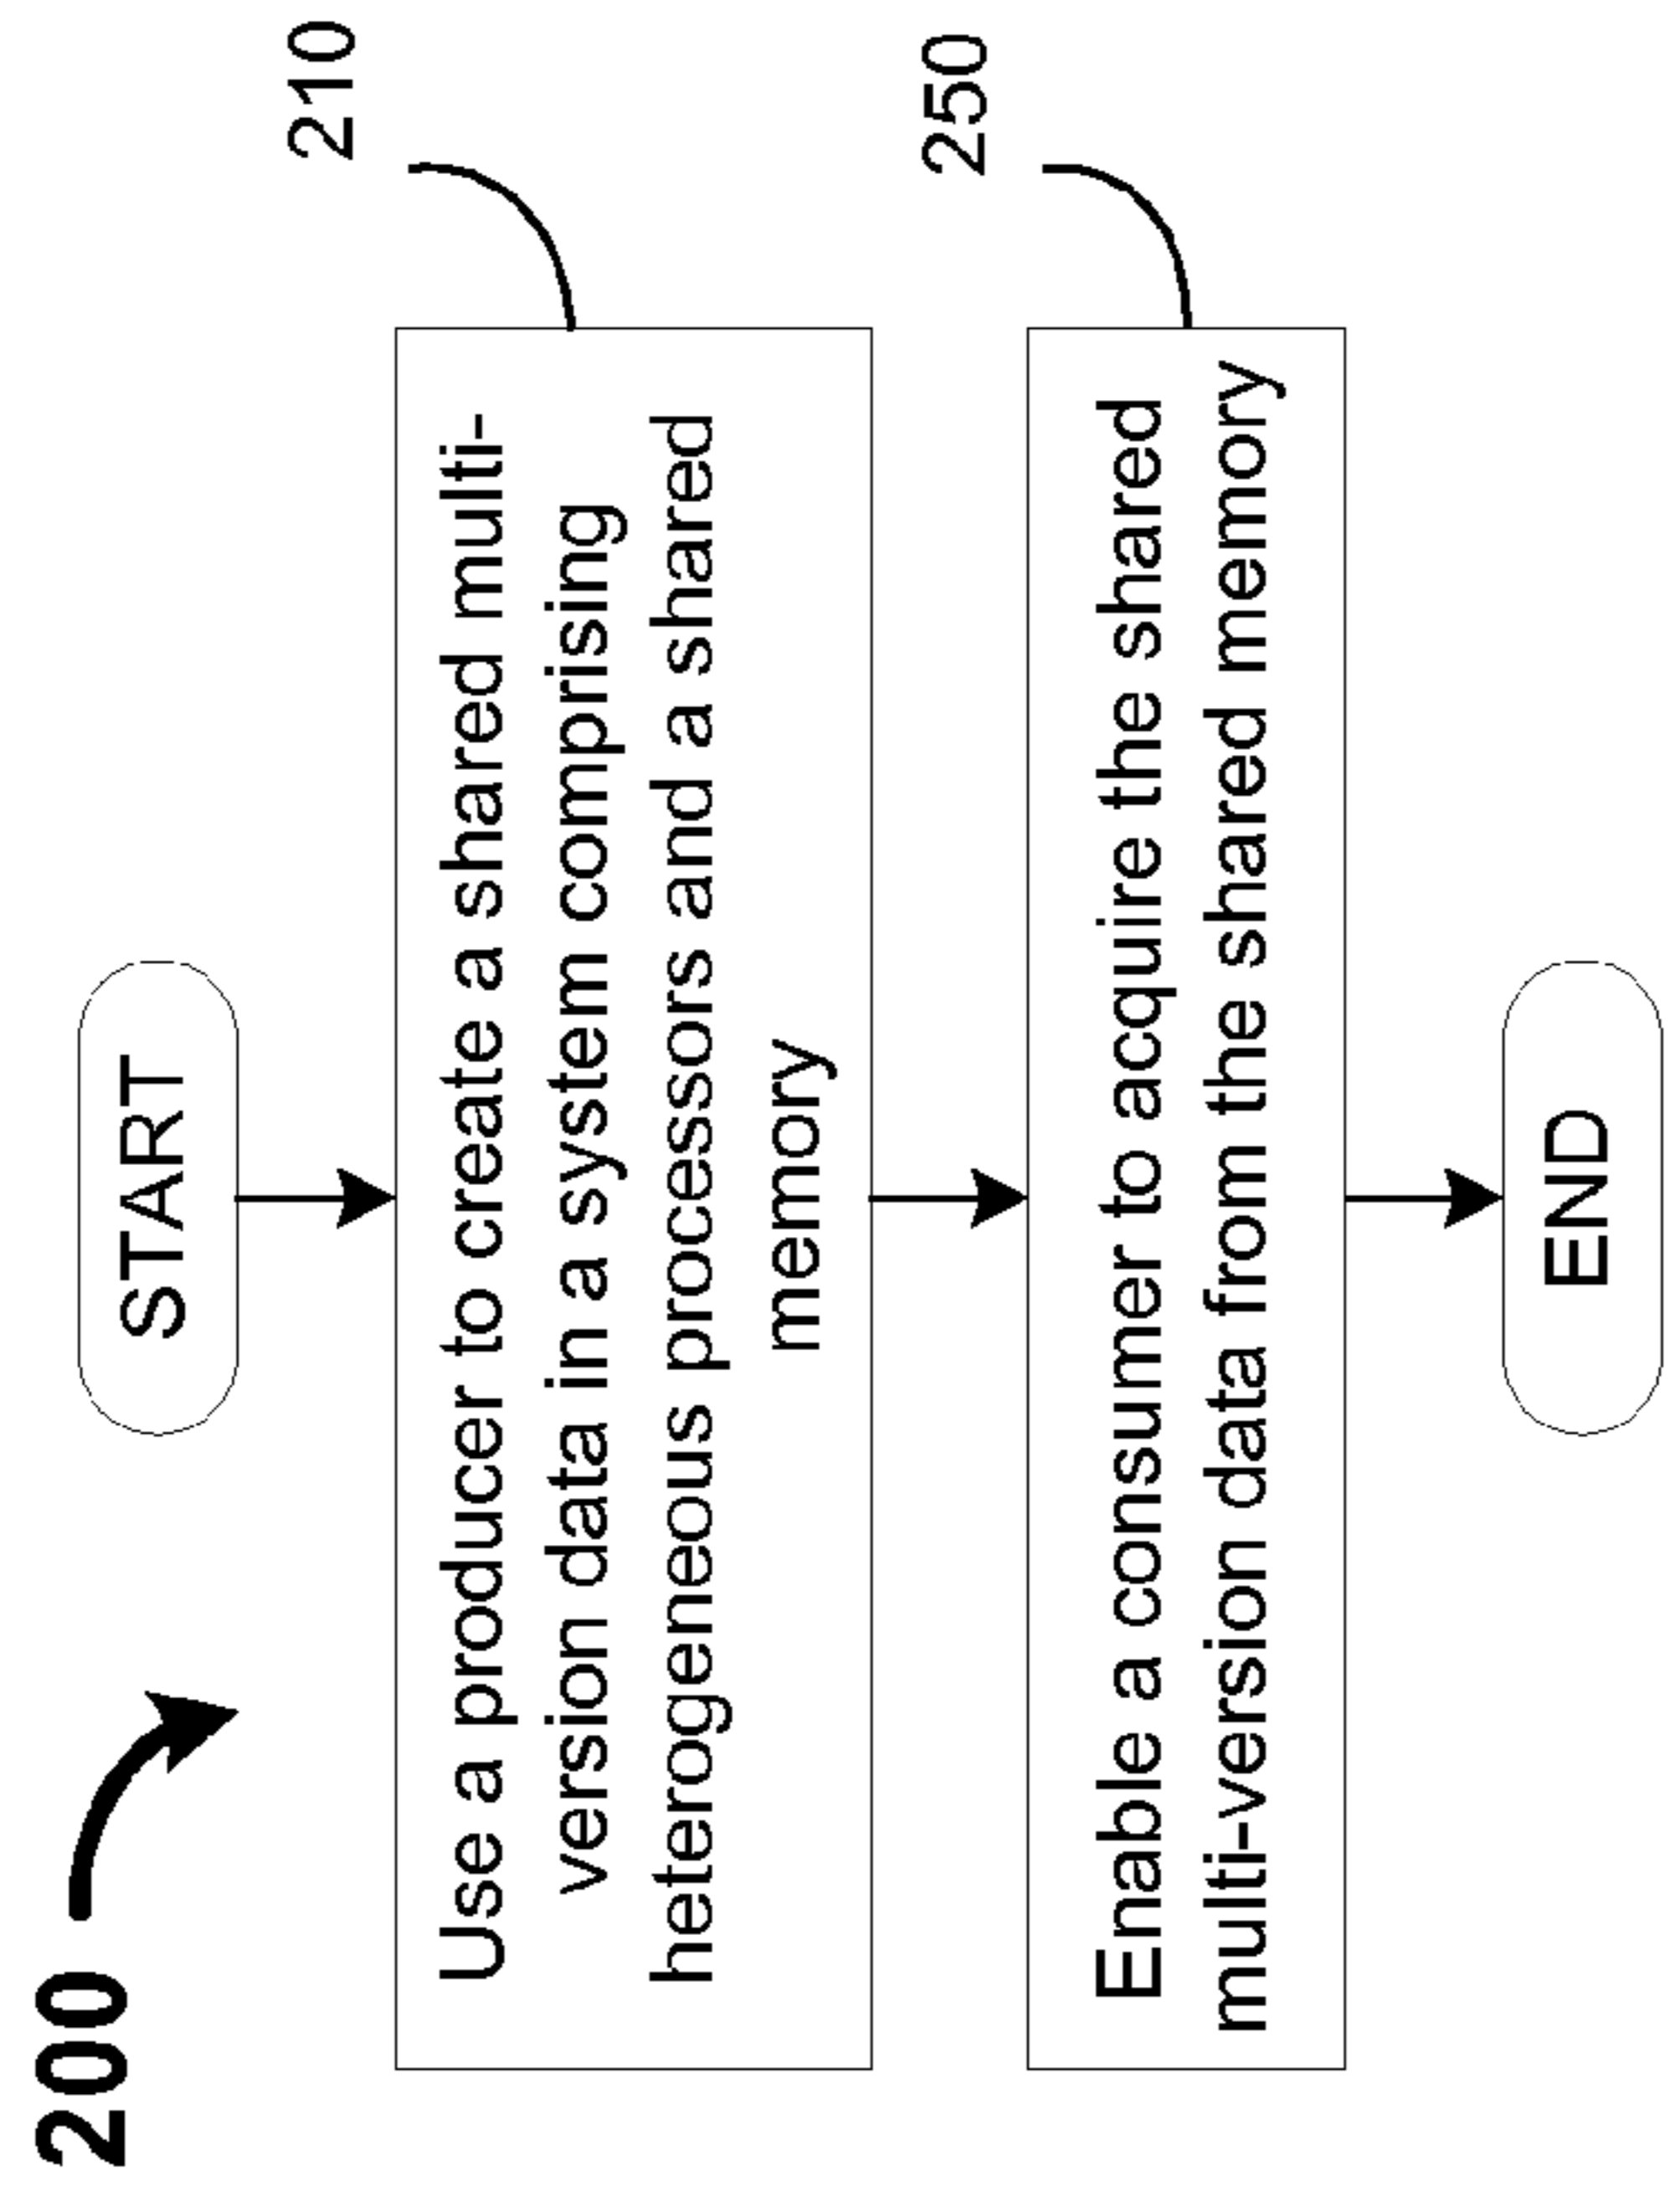 200
START
210
Use a producer to create a shared multi-
version data in a system comprising
heterogeneous processors and a shared
memory
250
Enable a consumer to acquire the shared
multi-version data from the shared memory
END